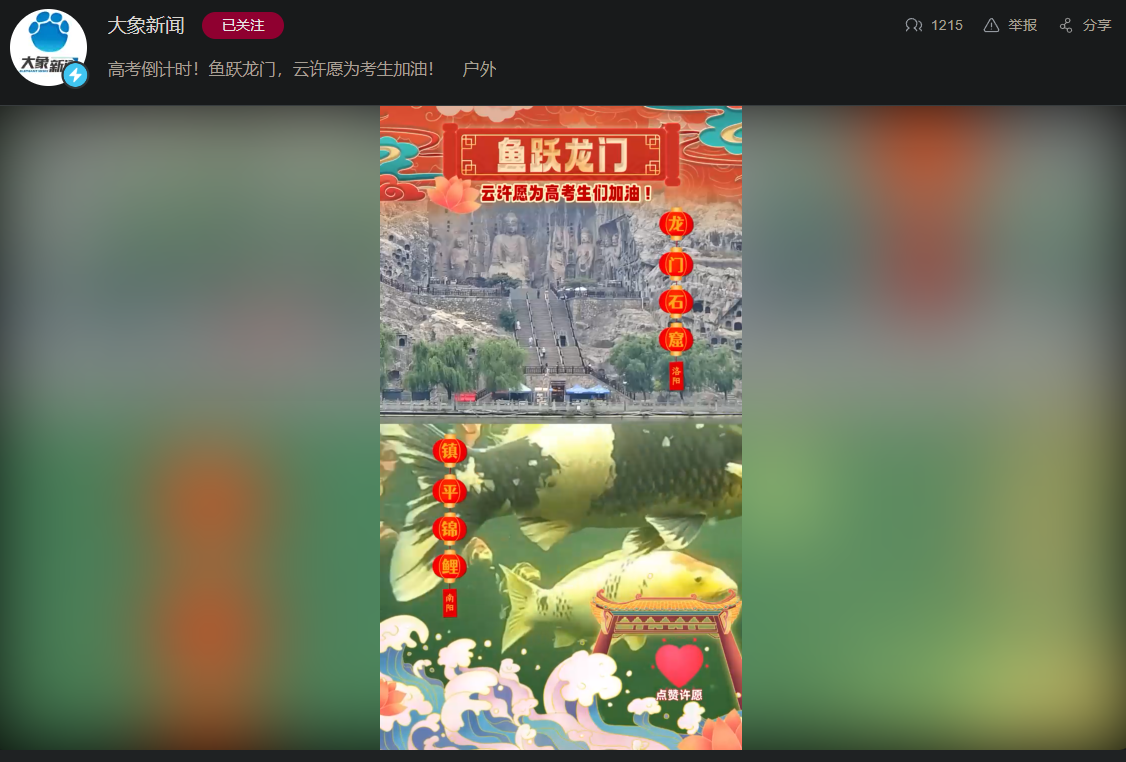 大象新闻
已关注
1215
举报
分享
大象新闻
高考倒计时！鱼跃龙门，云许愿为考生加油！
户外
鱼跃龙门
云许愿为高考生们加油！
龙门石窟
洛阳
镇平锦鲤
南阳
点赞许愿